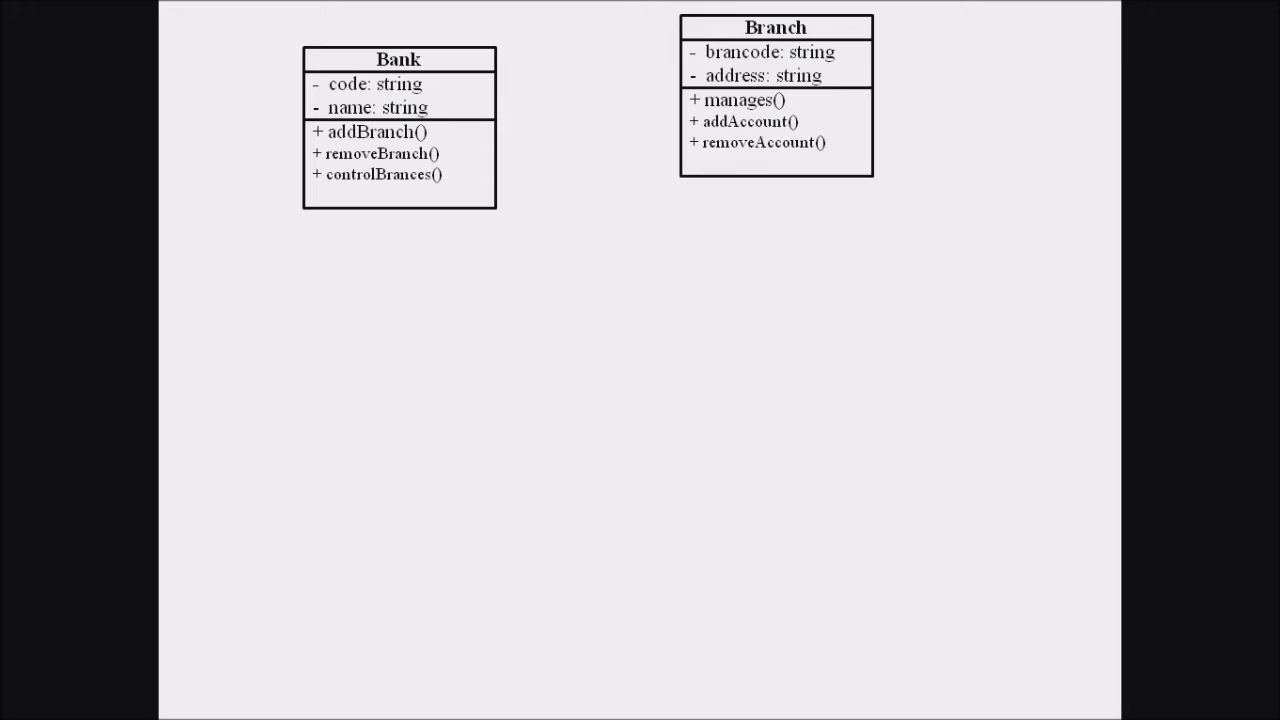 Bank
- code: string
- name: string
+ addBranch()
+ removeBranch()
+ controlBrances()
Branch
- brancode: string
- address: string
+ manages()
+ addAccount()
+ removeAccount()